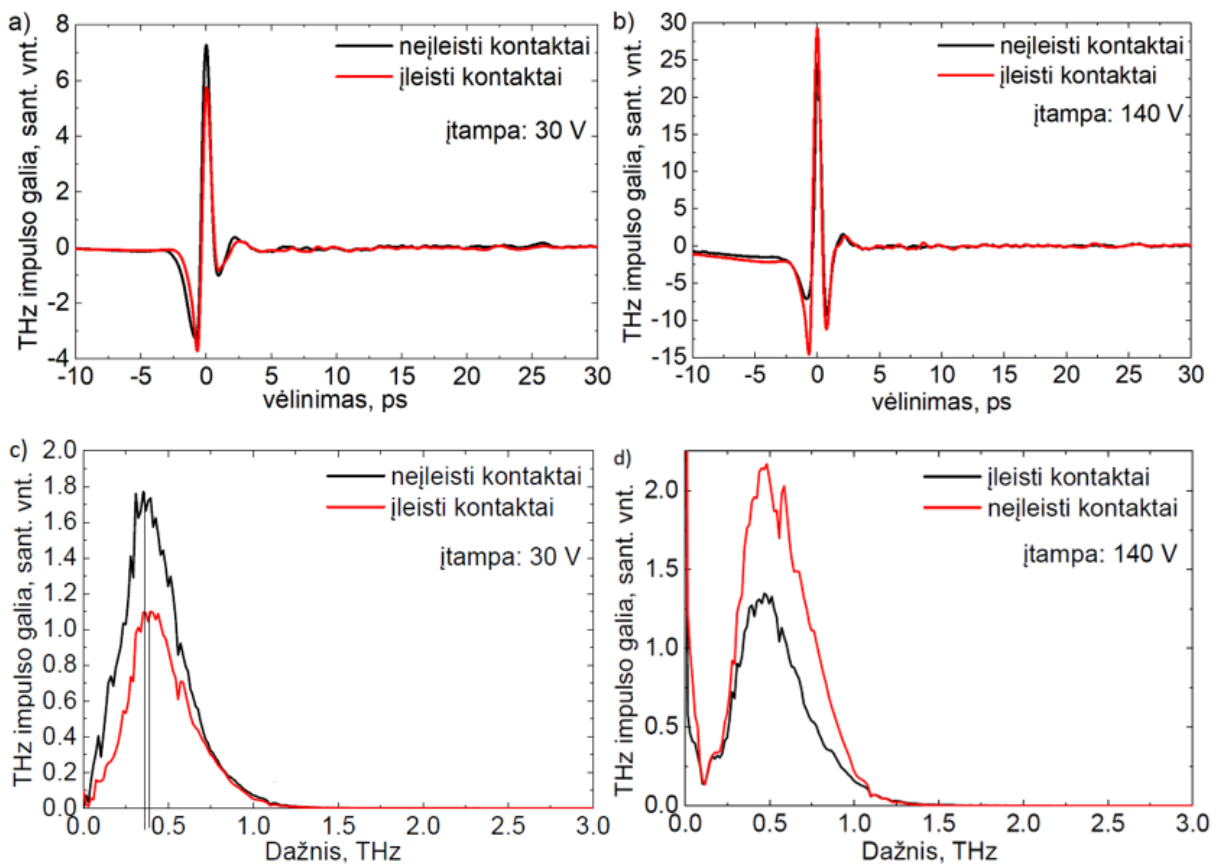 a)
THz impulso galia, sant. vnt.
8
6
4
2
0
-2
-4
neįleisti kontaktai
įleisti kontaktai
įtampa: 30 V
-10 -5 0 5 10 15 20 25 30
vėlinimas, ps
b)
THz impulso galia, sant. vnt.
30
25
20
15
10
5
0
-5
-10
-15
neįleisti kontaktai
įleisti kontaktai
įtampa: 140 V
-10 -5 0 5 10 15 20 25 30
vėlinimas, ps
c)
THz impulso galia, sant. vnt.
2.0
1.8
1.6
1.4
1.2
1.0
0.8
0.6
0.4
0.2
0.0
neįleisti kontaktai
įleisti kontaktai
įtampa: 30 V
0.0 0.5 1.0 1.5 2.0 2.5 3.0
Dažnis, THz
d)
THz impulso galia, sant. vnt.
2.0
1.5
1.0
0.5
0.0
įleisti kontaktai
neįleisti kontaktai
įtampa: 140 V
0.0 0.5 1.0 1.5 2.0 2.5 3.0
Dažnis, THz